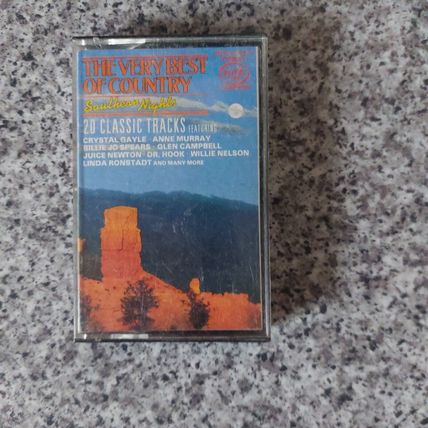 THE VERY BEST
OF COUNTRY
Southern Nights
20 CLASSIC TRACKS FEATURING
CRYSTAL GAYLE · ANNE MURRAY
BILLIE JO SPEARS · GLEN CAMPBELL
JUICE NEWTON · DR. HOOK · WILLIE NELSON
LINDA RONSTADT AND MANY MORE